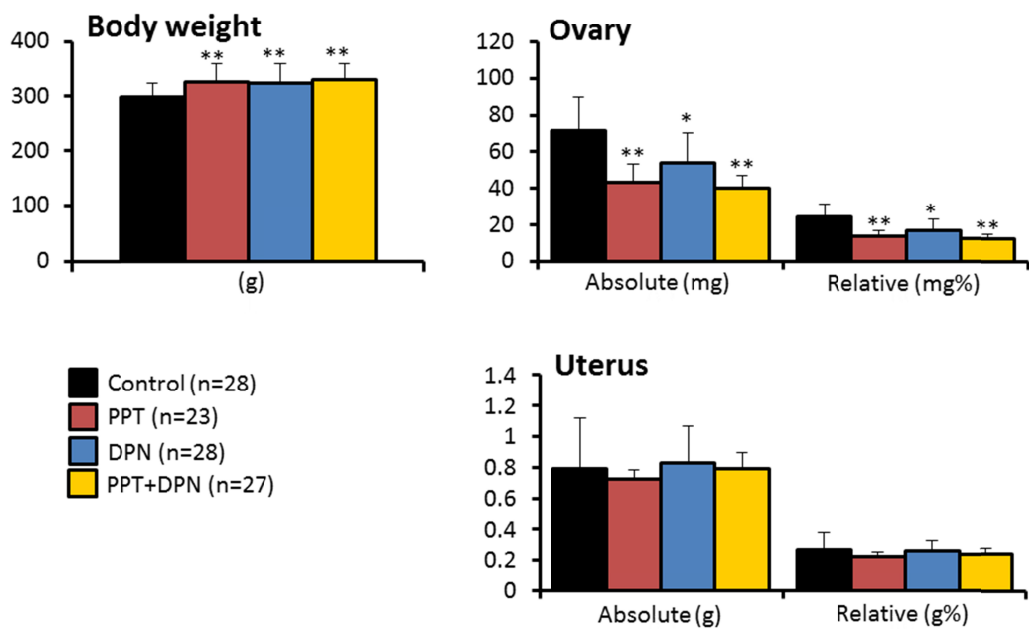 Body weight
400
300
200
100
0
** ** **
(g)
Ovary
120
100
80
60
40
20
0
** * ** ** * **
Absolute (mg) Relative (mg%)
Control (n=28)
PPT (n=23)
DPN (n=28)
PPT+DPN (n=27)
Uterus
1.4
1.2
1
0.8
0.6
0.4
0.2
0
Absolute (g) Relative (g%)